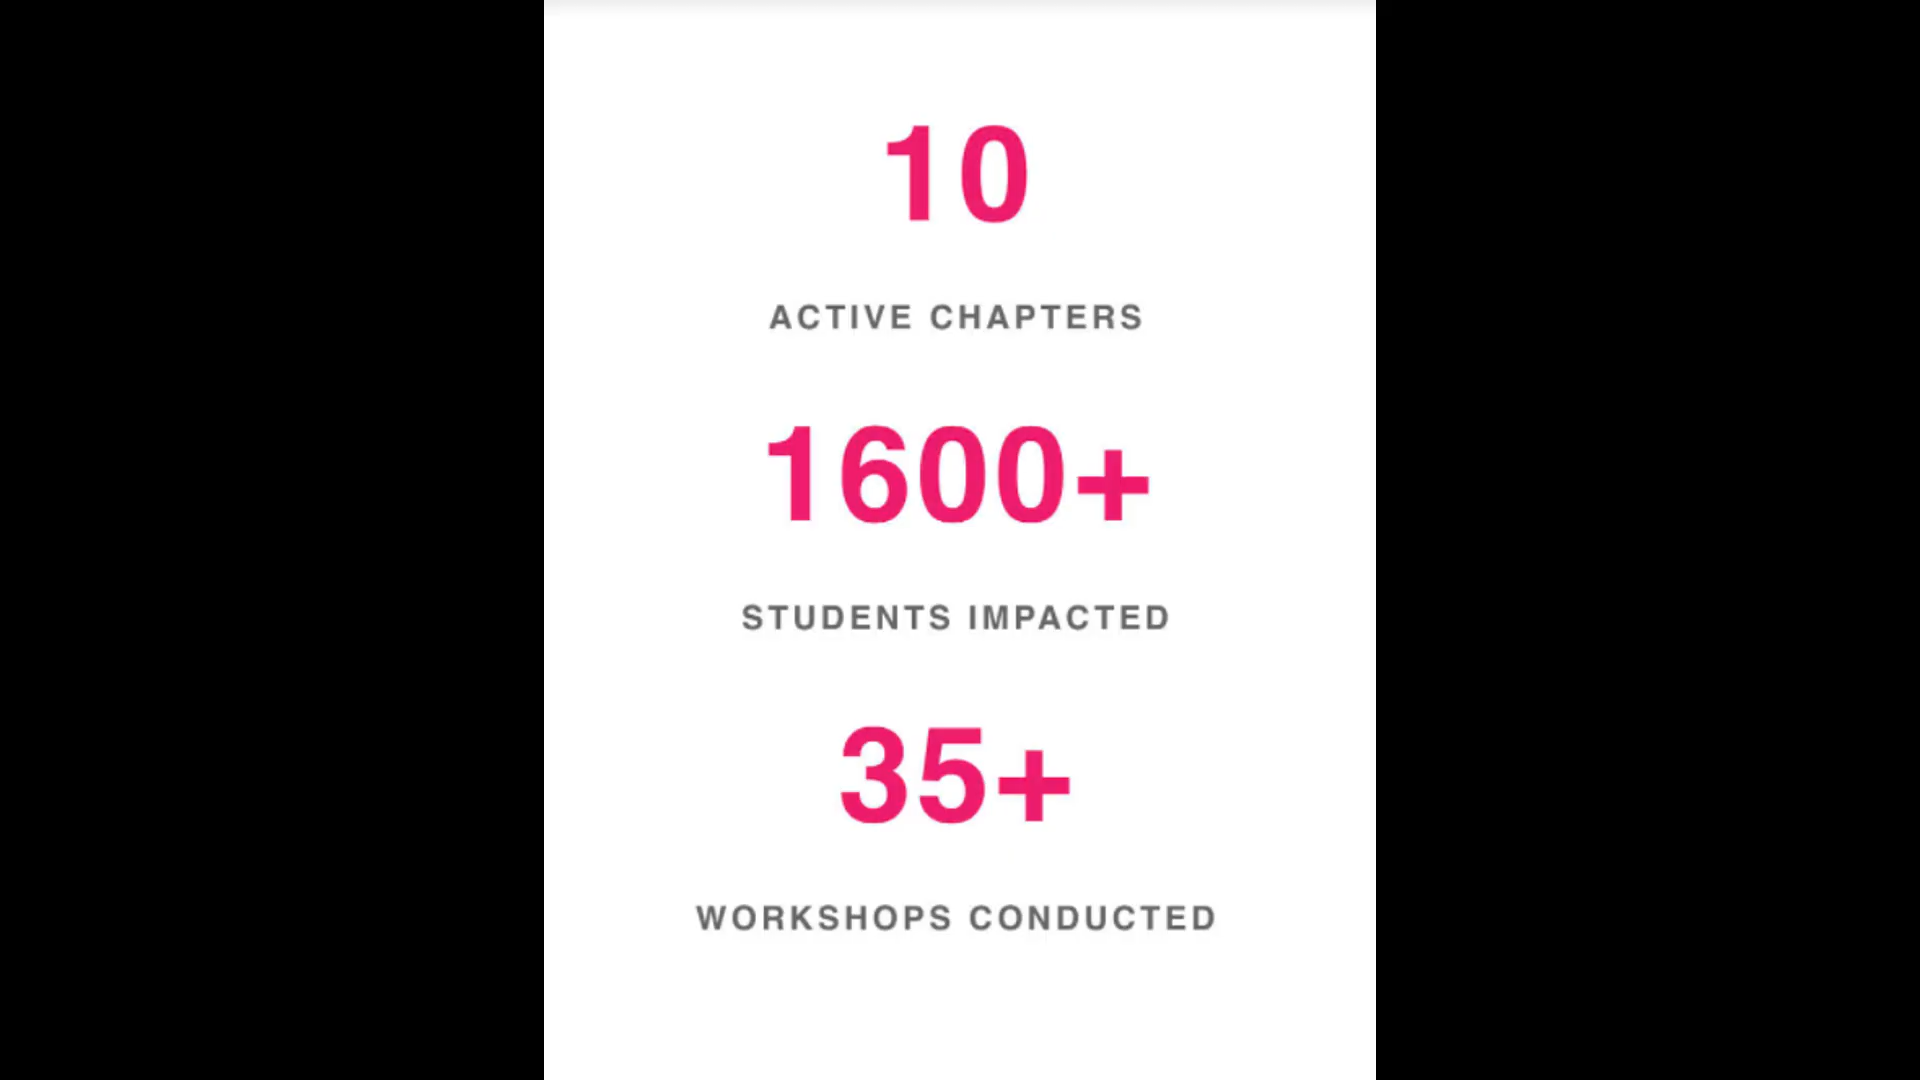 10
ACTIVE CHAPTERS
1600+
STUDENTS IMPACTED
35+
WORKSHOPS CONDUCTED